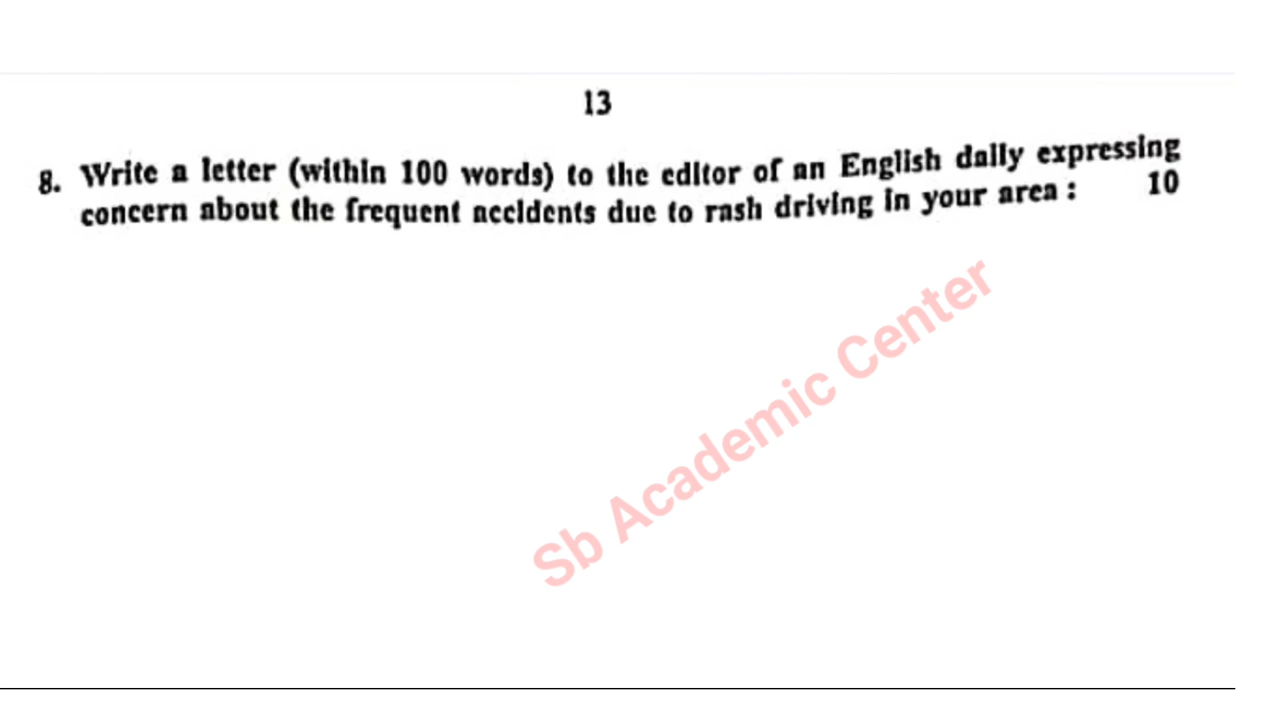 13
8. Write a letter (within 100 words) to the editor of an English daily expressing
concern about the frequent accidents due to rash driving in your area : 10
Sb Academic Center